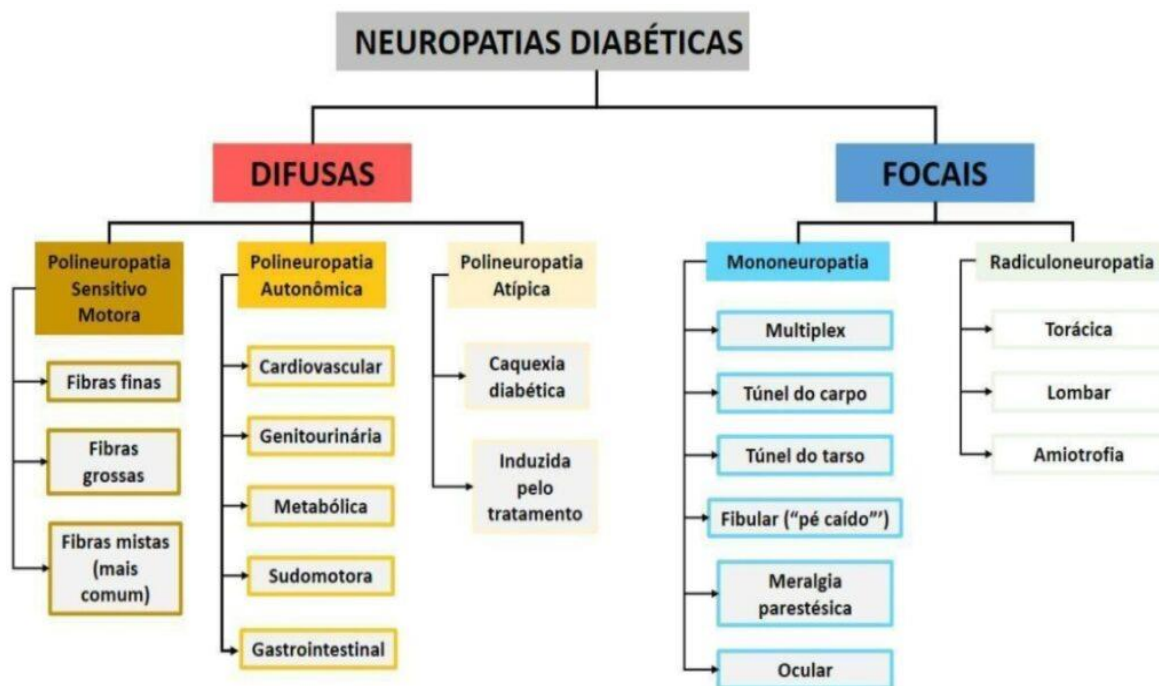 NEUROPATIAS DIABÉTICAS
DIFUSAS
FOCAIS
Polineuropatia
Sensitivo
Motora
Fibras finas
Fibras
grossas
Fibras mistas
(mais
comum)
Polineuropatia
Autonômica
Cardiovascular
Genitourinária
Metabólica
Sudomotora
Gastrointestinal
Polineuropatia
Atípica
Caquexia
diabética
Induzida
pelo
tratamento
Mononeuropatia
Multiplex
Túnel do carpo
Túnel do tarso
Fibular (“pé caído”’)
Meralgia
parestésica
Ocular
Radiculoneuropatia
Torácica
Lombar
Amiotrofia